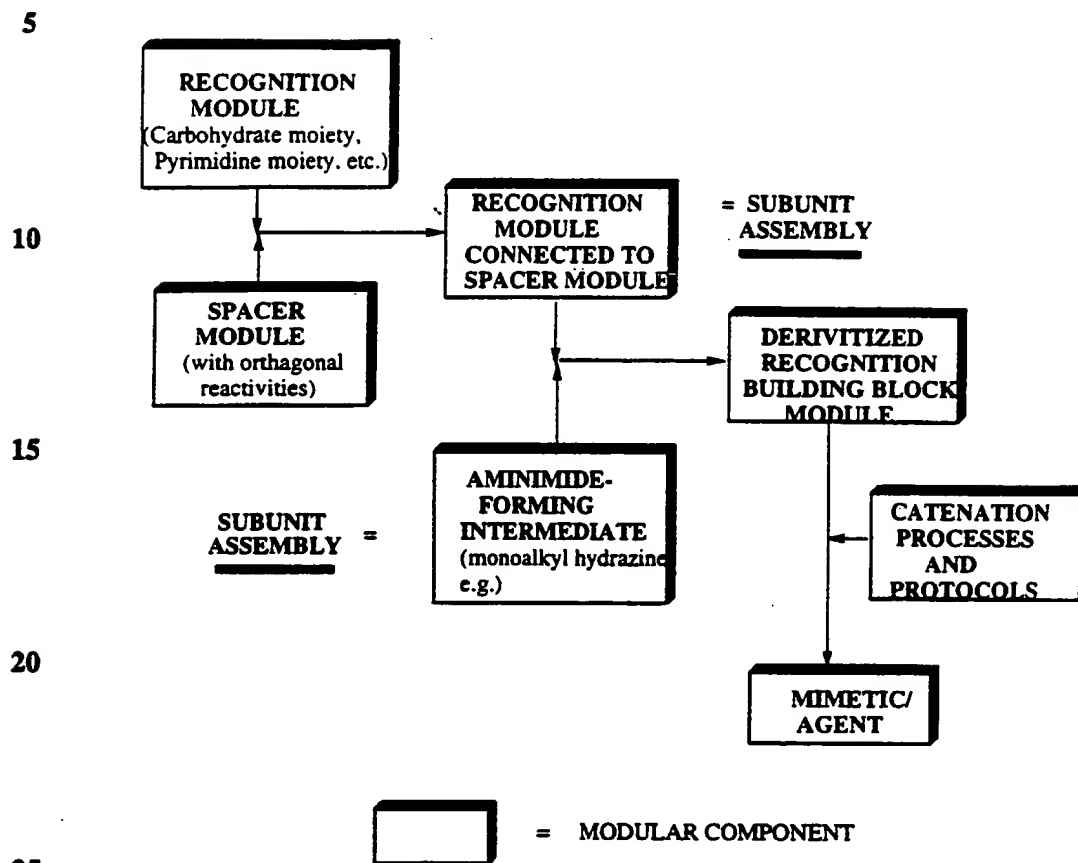 5
RECOGNITION
MODULE
(Carbohydrate moiety,
Pyrimidine moiety, etc.)
RECOGNITION
MODULE
CONNECTED TO
SPACER MODULE
= SUBUNIT
ASSEMBLY
10
SPACER
MODULE
(with orthagonal
reactivities)
DERIVITIZED
RECOGNITION
BUILDING BLOCK
MODULE
15
AMINIMIDE-
FORMING
INTERMEDIATE
(monoalkyl hydrazine
e.g.)
SUBUNIT
ASSEMBLY =
CATENATION
PROCESSES
AND
PROTOCOLS
20
MIMETIC/
AGENT
= MODULAR COMPONENT